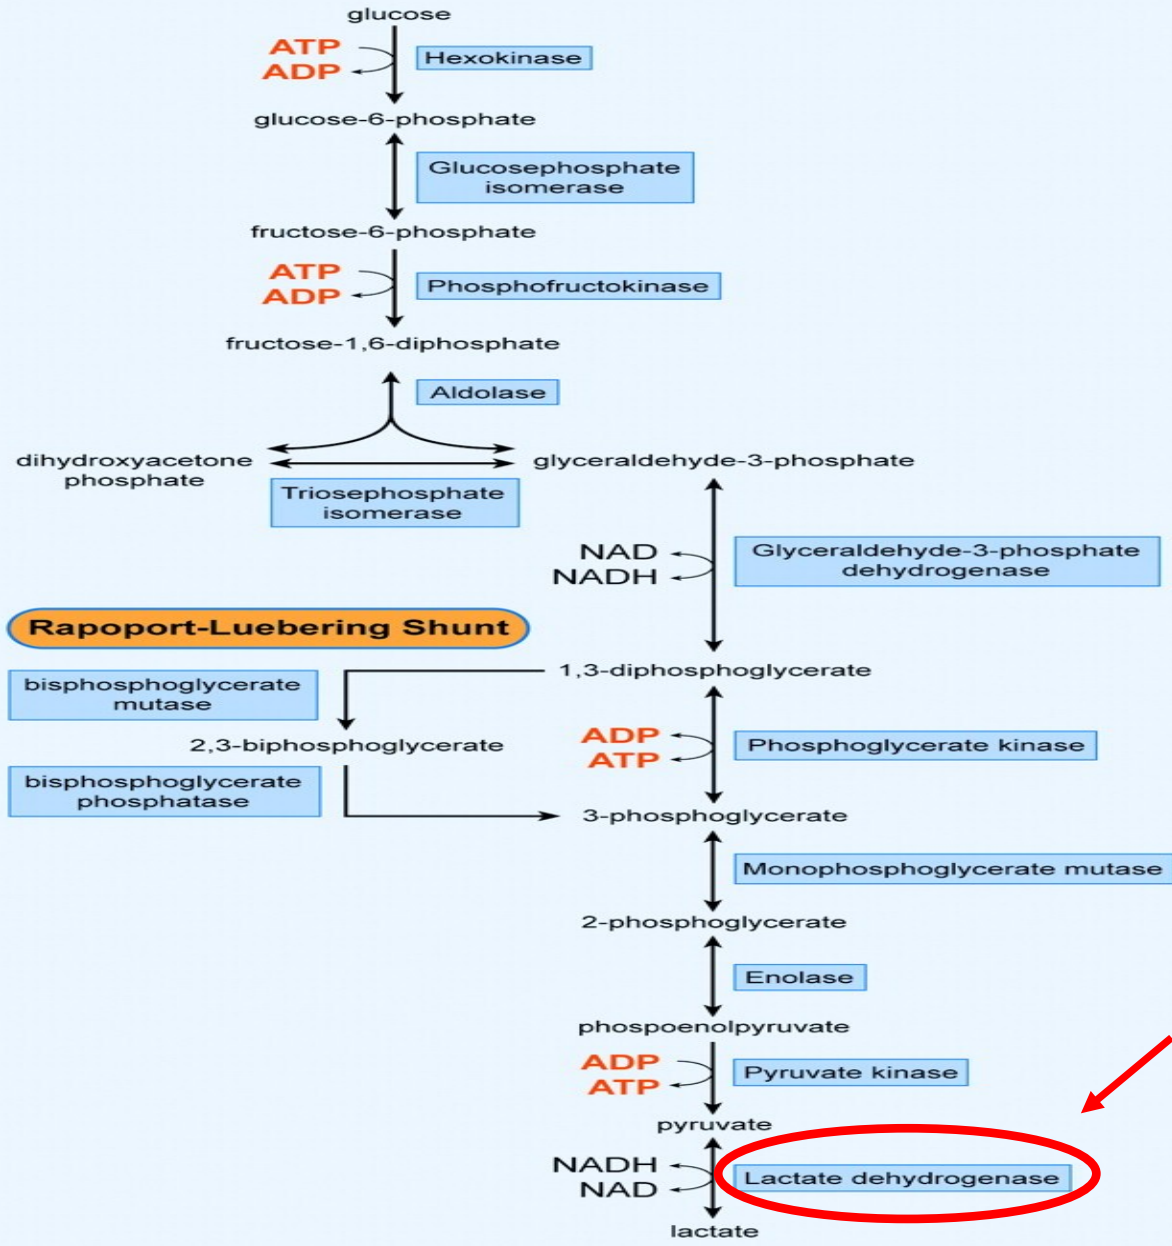 glucose
ATP
ADP
Hexokinase
glucose-6-phosphate
Glucosephosphate
isomerase
fructose-6-phosphate
ATP
ADP
Phosphofructokinase
fructose-1,6-diphosphate
Aldolase
dihydroxyacetone
phosphate
glyceraldehyde-3-phosphate
Triosephosphate
isomerase
NAD
NADH
Glyceraldehyde-3-phosphate
dehydrogenase
Rapoport-Luebering Shunt
1,3-diphosphoglycerate
bisphosphoglycerate
mutase
2,3-biphosphoglycerate
ADP
ATP
Phosphoglycerate kinase
bisphosphoglycerate
phosphatase
3-phosphoglycerate
Monophosphoglycerate mutase
2-phosphoglycerate
Enolase
phospoenolpyruvate
ADP
ATP
Pyruvate kinase
pyruvate
NADH
NAD
Lactate dehydrogenase
lactate